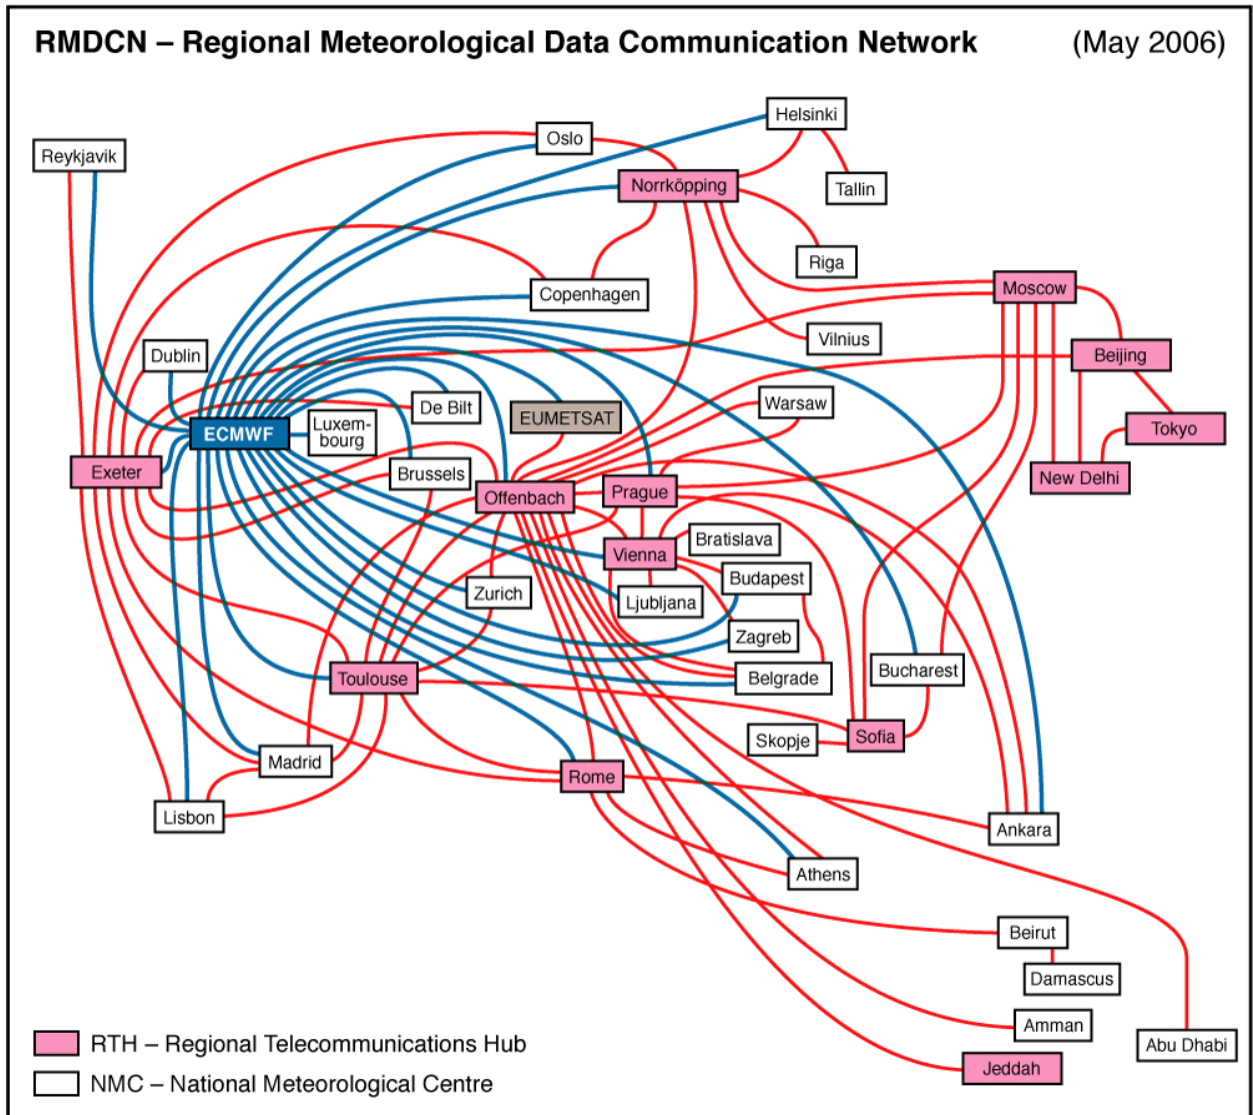 RMDCN – Regional Meteorological Data Communication Network
(May 2006)
Helsinki
Oslo
Reykjavik
Norrköpping
Tallin
Riga
Copenhagen
Moscow
Vilnius
Dublin
Beijing
De Bilt
EUMETSAT
Warsaw
Luxem-
bourg
ECMWF
Tokyo
Exeter
Brussels
New Delhi
Offenbach
Prague
Bratislava
Vienna
Budapest
Zurich
Ljubljana
Zagreb
Toulouse
Belgrade
Bucharest
Skopje
Sofia
Madrid
Rome
Lisbon
Ankara
Athens
Beirut
Damascus
Amman
Abu Dhabi
Jeddah
RTH – Regional Telecommunications Hub
NMC – National Meteorological Centre